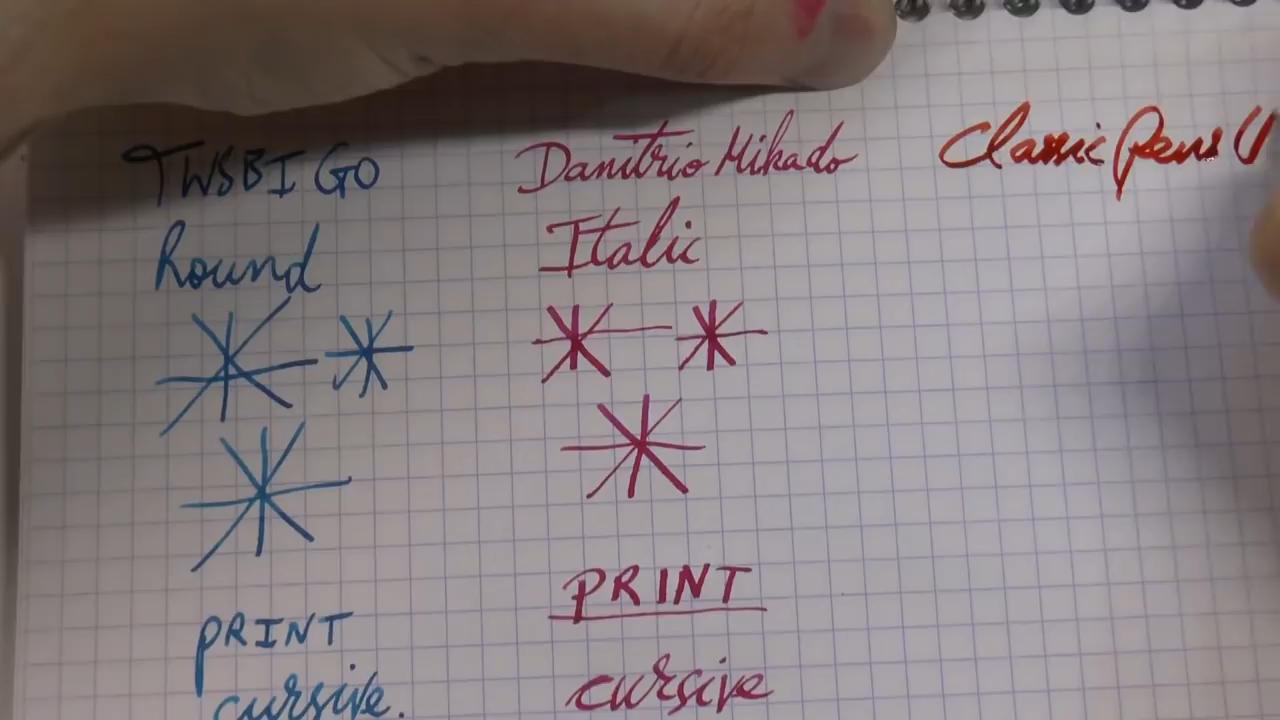 TWSBI GO
Round
PRINT
cursive.
Danitrio Mikado
Italic
PRINT
cursive
Classic Pens